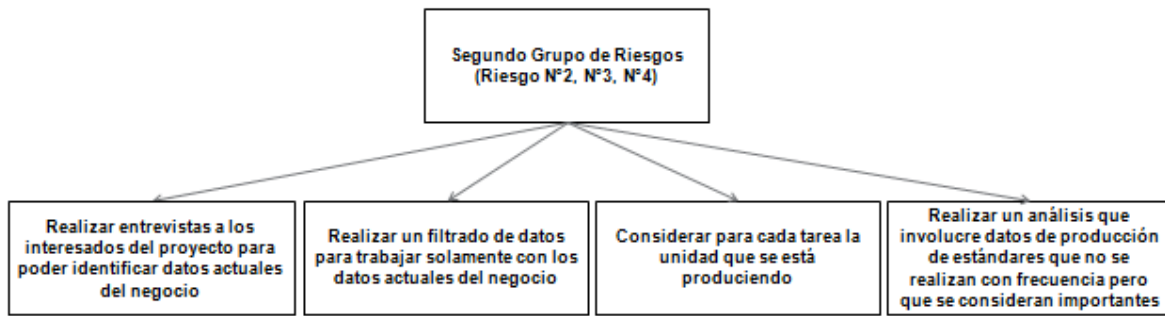 Segundo Grupo de Riesgos
(Riesgo N°2, N°3, N°4)
Realizar entrevistas a los
interesados del proyecto para
poder identificar datos actuales
del negocio
Realizar un filtrado de datos
para trabajar solamente con los
datos actuales del negocio
Considerar para cada tarea la
unidad que se está
produciendo
Realizar un análisis que
involucre datos de producción
de estándares que no se
realizan con frecuencia pero
que se consideran importantes